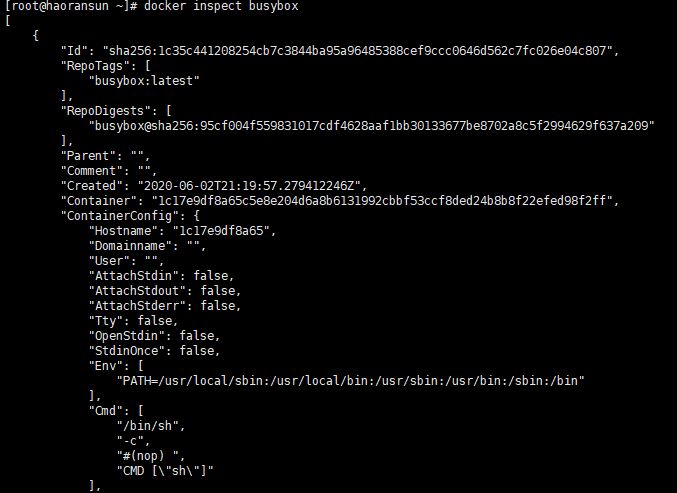 [root@haoransun ~]# docker inspect busybox
[
    {
        "Id": "sha256:1c35c441208254cb7c3844ba95a96485388cef9ccc0646d562c7fc026e04c807",
        "RepoTags": [
            "busybox:latest"
        ],
        "RepoDigests": [
            "busybox@sha256:95cf004f559831017cdf4628aaf1bb30133677be8702a8c5f2994629f637a209"
        ],
        "Parent": "",
        "Comment": "",
        "Created": "2020-06-02T21:19:57.279412246Z",
        "Container": "1c17e9df8a65c5e8e204d6a8b6131992cbbf53ccf8ded24b8b8f22efed98f2ff",
        "ContainerConfig": {
            "Hostname": "1c17e9df8a65",
            "Domainname": "",
            "User": "",
            "AttachStdin": false,
            "AttachStdout": false,
            "AttachStderr": false,
            "Tty": false,
            "OpenStdin": false,
            "StdinOnce": false,
            "Env": [
                "PATH=/usr/local/sbin:/usr/local/bin:/usr/sbin:/usr/bin:/sbin:/bin"
            ],
            "Cmd": [
                "/bin/sh",
                "-c",
                "#(nop) ",
                "CMD [\"sh\"]"
            ],